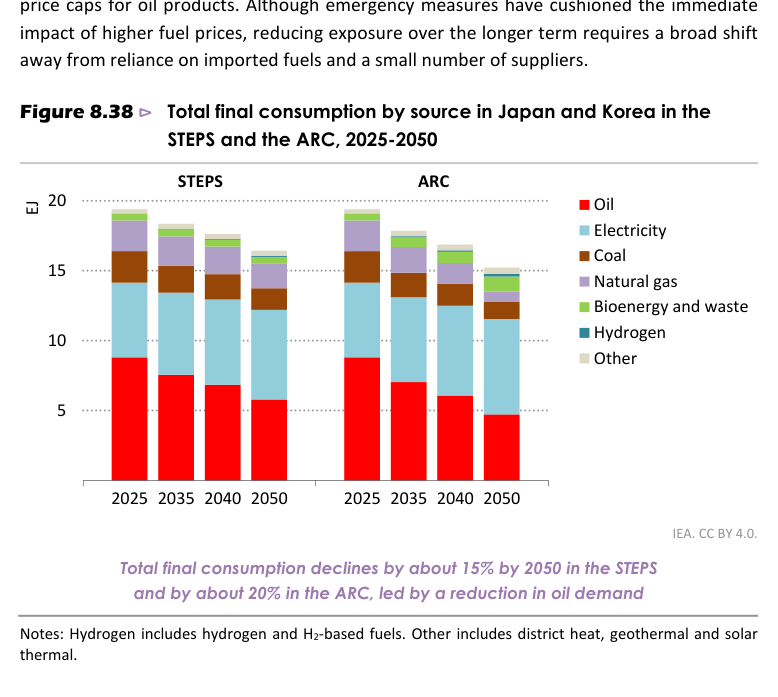 price caps for oil products. Although emergency measures have cushioned the immediate
impact of higher fuel prices, reducing exposure over the longer term requires a broad shift
away from reliance on imported fuels and a small number of suppliers.
Figure 8.38 ▻ Total final consumption by source in Japan and Korea in the
STEPS and the ARC, 2025-2050
STEPS ARC
EJ 20
15
10
5
2025 2035 2040 2050 2025 2035 2040 2050
Oil
Electricity
Coal
Natural gas
Bioenergy and waste
Hydrogen
Other
IEA. CC BY 4.0.
Total final consumption declines by about 15% by 2050 in the STEPS
and by about 20% in the ARC, led by a reduction in oil demand
Notes: Hydrogen includes hydrogen and H₂-based fuels. Other includes district heat, geothermal and solar
thermal.